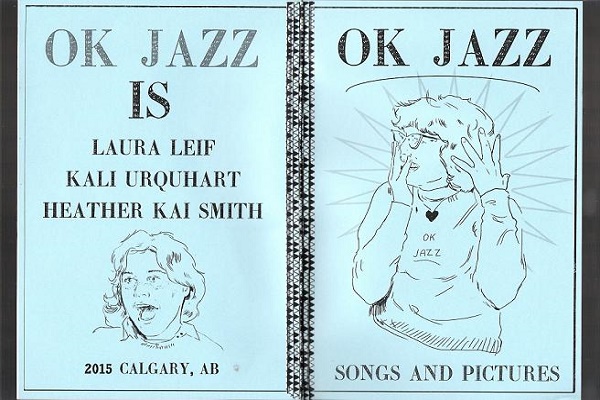 OK JAZZ
IS
LAURA LEIF
KALI URQUHART
HEATHER KAI SMITH
2015 CALGARY, AB
OK JAZZ
OK
JAZZ
SONGS AND PICTURES